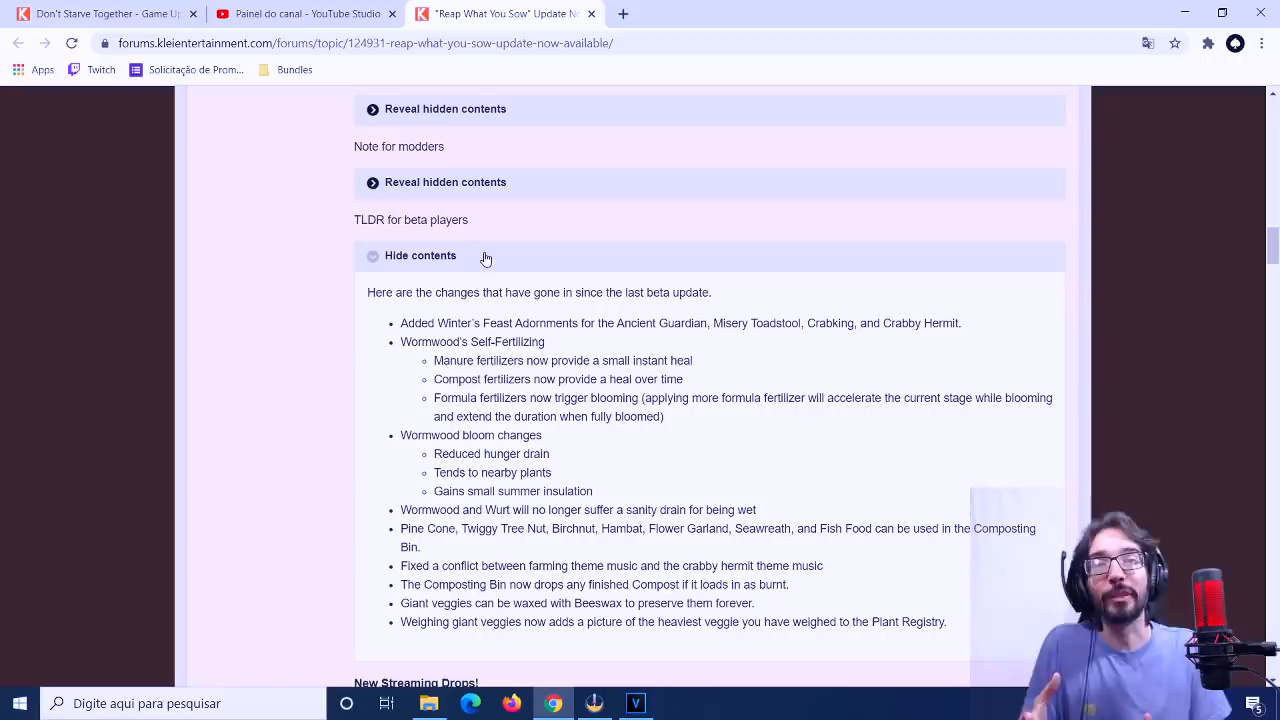 Don't Starve Together - Game Up
Painel do canal - YouTube Studio
"Reap What You Sow" Update No
forums.kleientertainment.com/forums/topic/124931-reap-what-you-sow-update-now-available/
Apps
Twitch
Solicitação de Prom...
Bundles
Reveal hidden contents
Note for modders
Reveal hidden contents
TLDR for beta players
Hide contents
Here are the changes that have gone in since the last beta update.
Added Winter's Feast Adornments for the Ancient Guardian, Misery Toadstool, Crabking, and Crabby Hermit.
Wormwood's Self-Fertilizing
Manure fertilizers now provide a small instant heal
Compost fertilizers now provide a heal over time
Formula fertilizers now trigger blooming (applying more formula fertilizer will accelerate the current stage while blooming
and extend the duration when fully bloomed)
Wormwood bloom changes
Reduced hunger drain
Tends to nearby plants
Gains small summer insulation
Wormwood and Wurt will no longer suffer a sanity drain for being wet
Pine Cone, Twiggy Tree Nut, Birchnut, Hambat, Flower Garland, Seawreath, and Fish Food can be used in the Composting
Bin.
Fixed a conflict between farming theme music and the crabby hermit theme music
The Composting Bin now drops any finished Compost if it loads in as burnt.
Giant veggies can be waxed with Beeswax to preserve them forever.
Weighing giant veggies now adds a picture of the heaviest veggie you have weighed to the Plant Registry.
New Streaming Drops!
Digite aqui para pesquisar
V
5